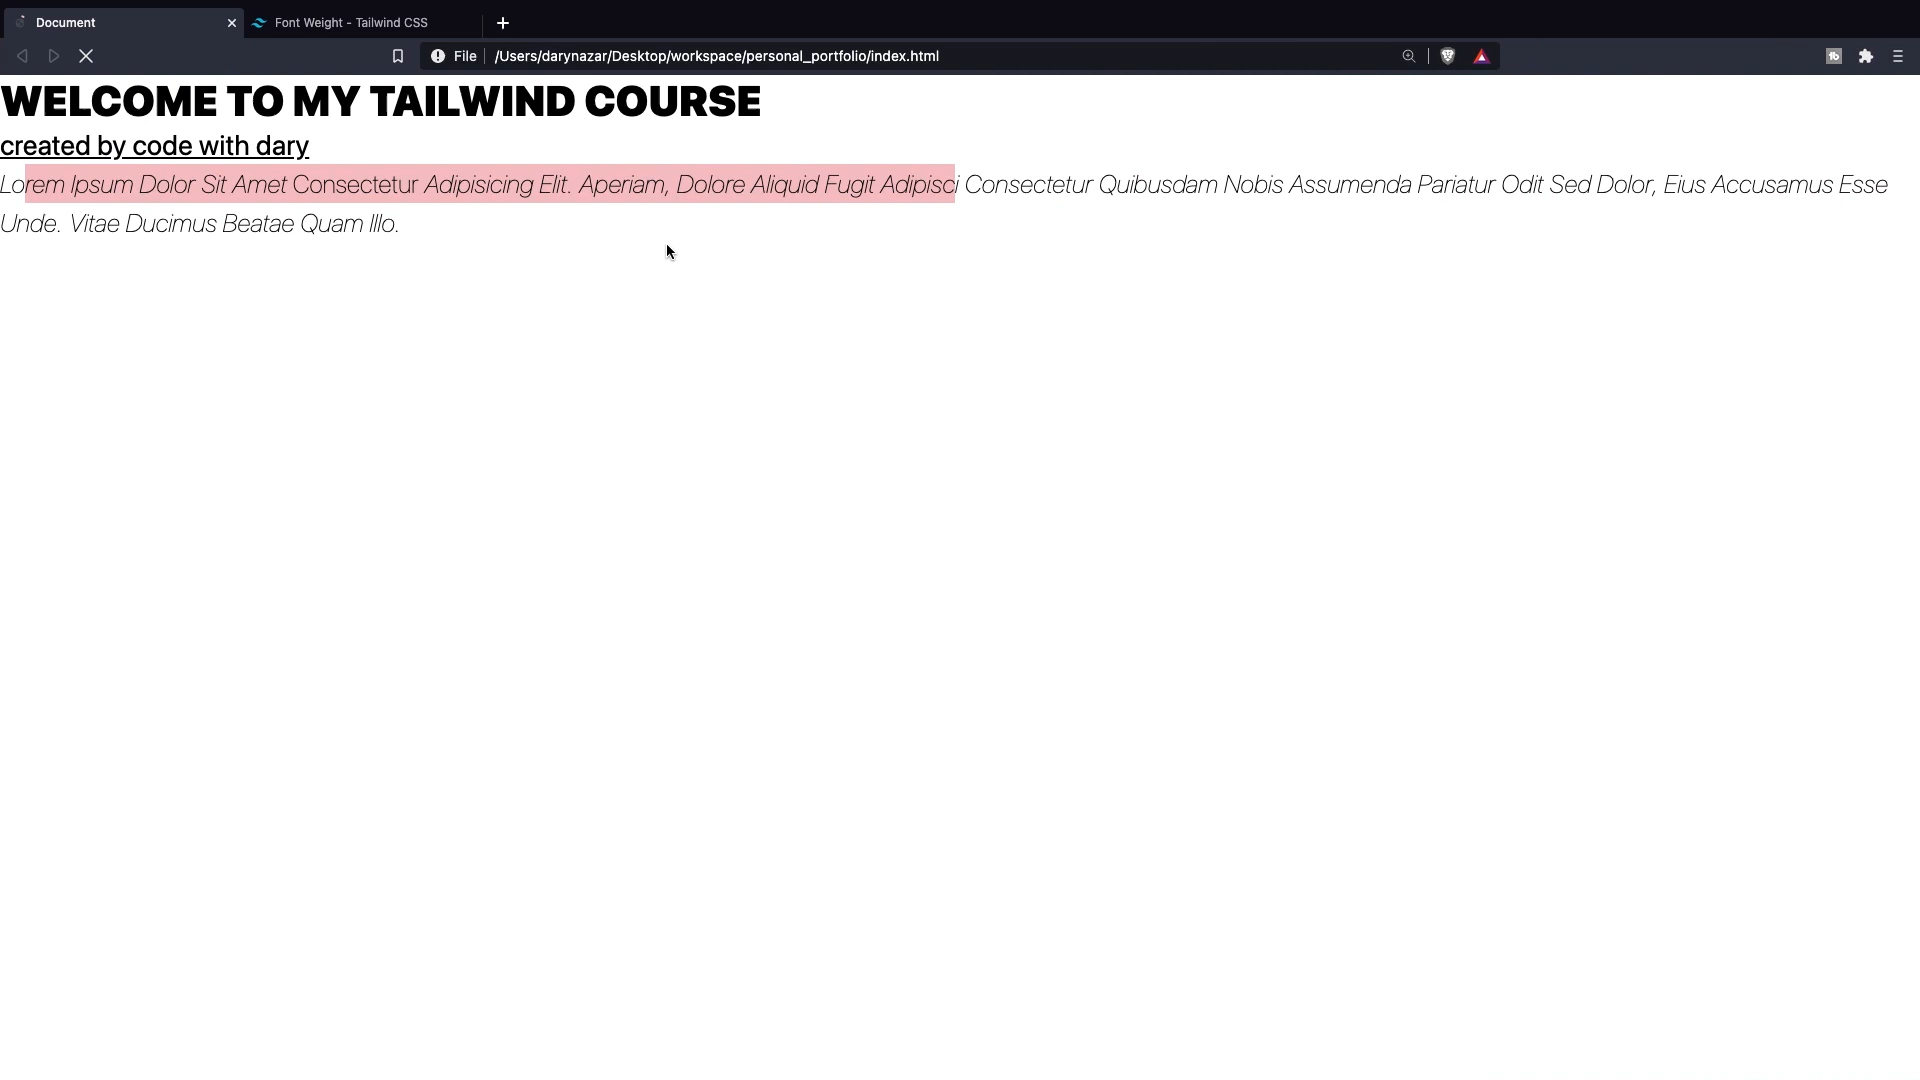 Document
Font Weight - Tailwind CSS
File
/Users/darynazar/Desktop/workspace/personal_portfolio/index.html
WELCOME TO MY TAILWIND COURSE
created by code with dary
Lorem Ipsum Dolor Sit Amet Consectetur Adipisicing Elit. Aperiam, Dolore Aliquid Fugit Adipisci Consectetur Quibusdam Nobis Assumenda Pariatur Odit Sed Dolor, Eius Accusamus Esse
Unde. Vitae Ducimus Beatae Quam Illo.